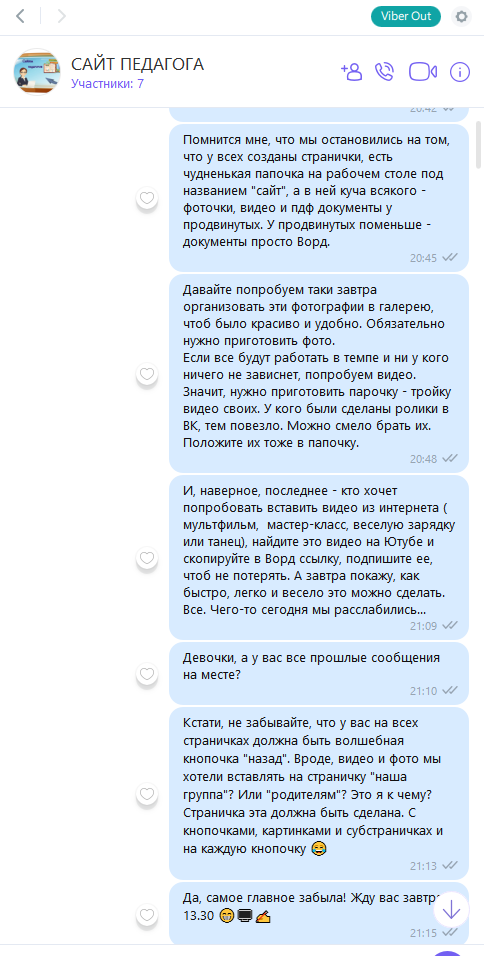 Viber Out
САЙТ ПЕДАГОГА
Участники: 7
20:42
Помнится мне, что мы остановились на том,
что у всех созданы странички, есть
чудненькая папочка на рабочем столе под
названием "сайт", а в ней куча всякого -
фоточки, видео и пдф документы у
продвинутых. У продвинутых поменьше -
документы просто Ворд.
20:45
Давайте попробуем таки завтра
организовать эти фотографии в галерею,
чтоб было красиво и удобно. Обязательно
нужно приготовить фото.
Если все будут работать в темпе и ни у кого
ничего не зависнет, попробуем видео.
Значит, нужно приготовить парочку - тройку
видео своих. У кого были сделаны ролики в
ВК, тем повезло. Можно смело брать их.
Положите их тоже в папочку.
20:48
И, наверное, последнее - кто хочет
попробовать вставить видео из интернета (
мультфильм, мастер-класс, веселую зарядку
или танец), найдите это видео на Ютубе и
скопируйте в Ворд ссылку, подпишите ее,
чтоб не потерять. А завтра покажу, как
быстро, легко и весело это можно сделать.
Все. Чего-то сегодня мы расслабились...
21:09
Девочки, а у вас все прошлые сообщения
на месте?
21:10
Кстати, не забывайте, что у вас на всех
страничках должна быть волшебная
кнопочка "назад". Вроде, видео и фото мы
хотели вставлять на страничку "наша
группа"? Или "родителям"? Это я к чему?
Страничка эта должна быть сделана. С
кнопочками, картинками и субстраничках и
на каждую кнопочку 😂
21:13
Да, самое главное забыла! Жду вас завтра
13.30 😁🖥✍
21:15